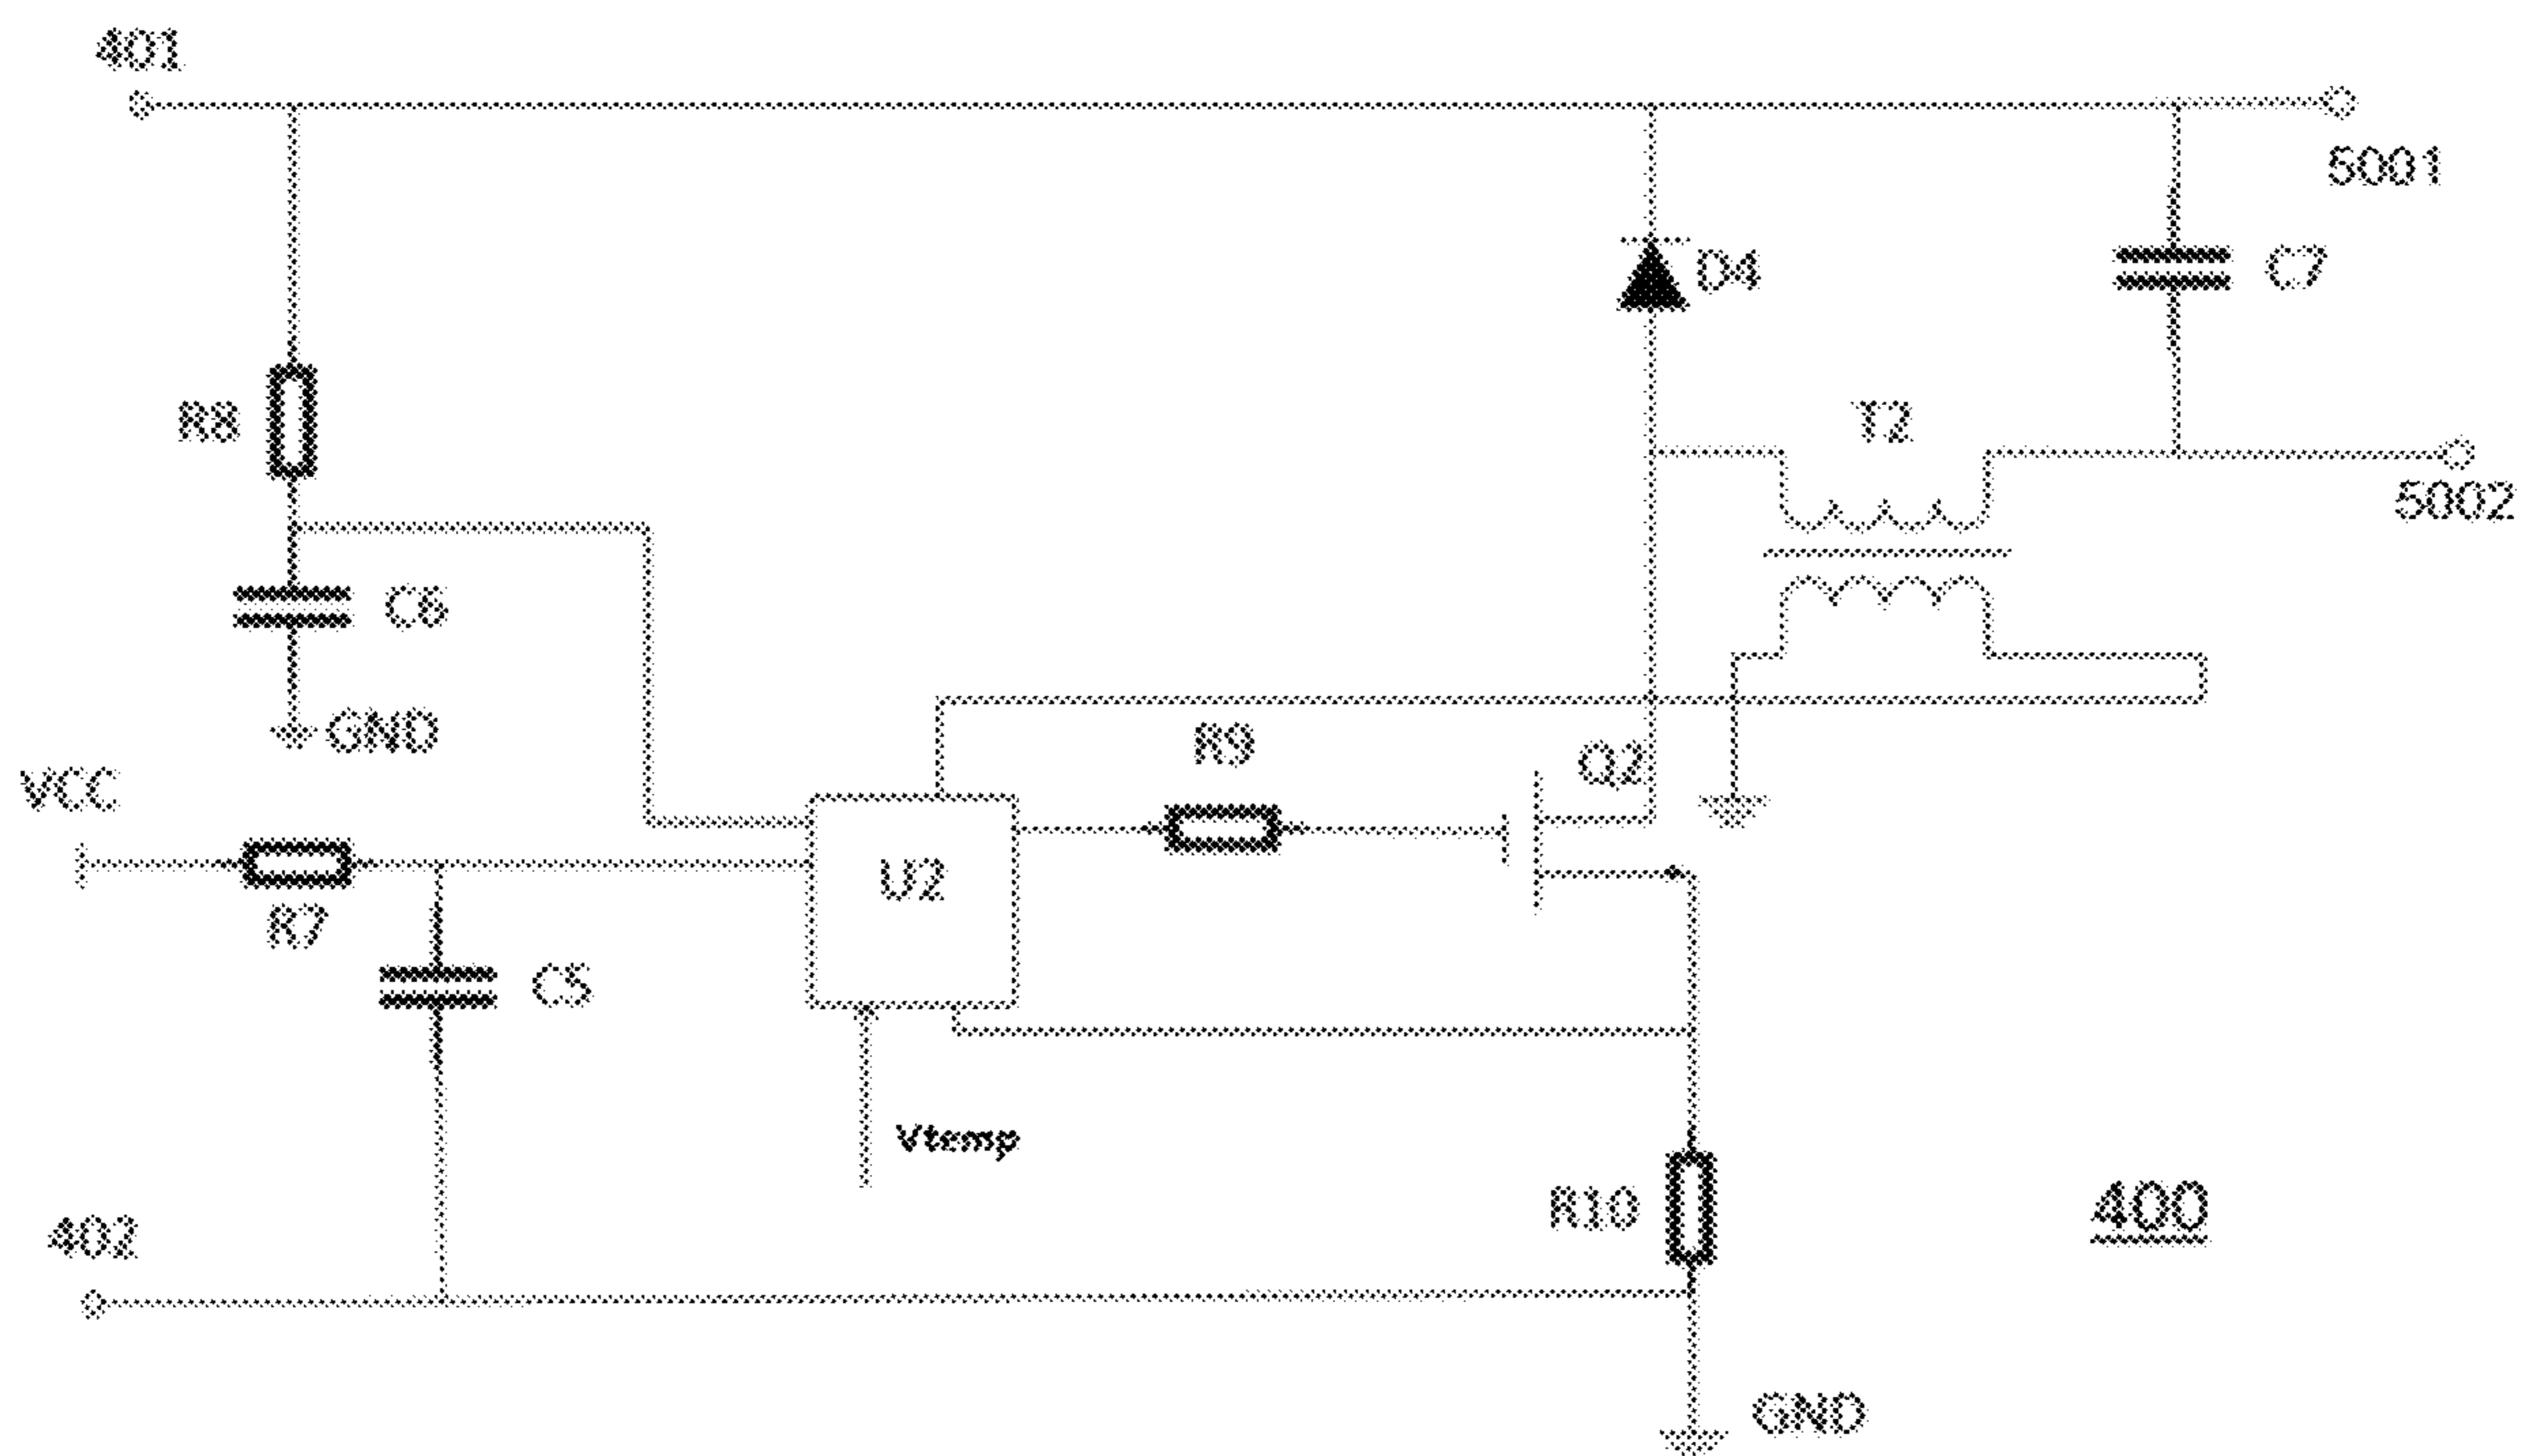 401
5001
D4
C7
R8
T2
5002
C6
GND
R9
Q2
VCC
U2
R7
C5
Vtemp
R10
400
402
GND